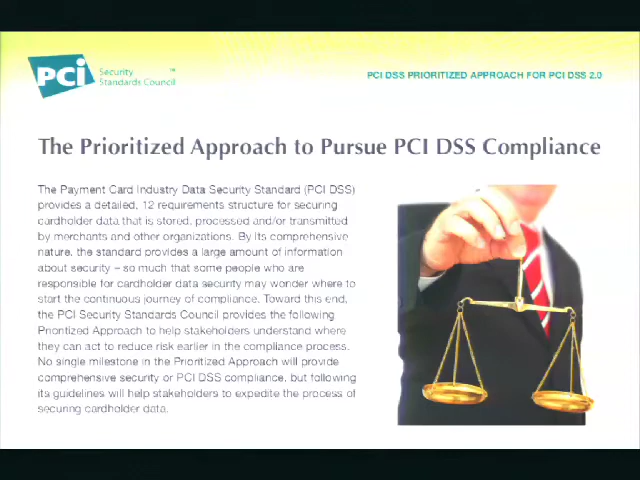 PCi Security ™
Standards Council
PCI DSS PRIORITIZED APPROACH FOR PCI DSS 2.0
The Prioritized Approach to Pursue PCI DSS Compliance
The Payment Card Industry Data Security Standard (PCI DSS)
provides a detailed, 12 requirements structure for securing
cardholder data that is stored, processed and/or transmitted
by merchants and other organizations. By its comprehensive
nature, the standard provides a large amount of information
about security – so much that some people who are
responsible for cardholder data security may wonder where to
start the continuous journey of compliance. Toward this end,
the PCI Security Standards Council provides the following
Prioritized Approach to help stakeholders understand where
they can act to reduce risk earlier in the compliance process.
No single milestone in the Prioritized Approach will provide
comprehensive security or PCI DSS compliance, but following
its guidelines will help stakeholders to expedite the process of
securing cardholder data.